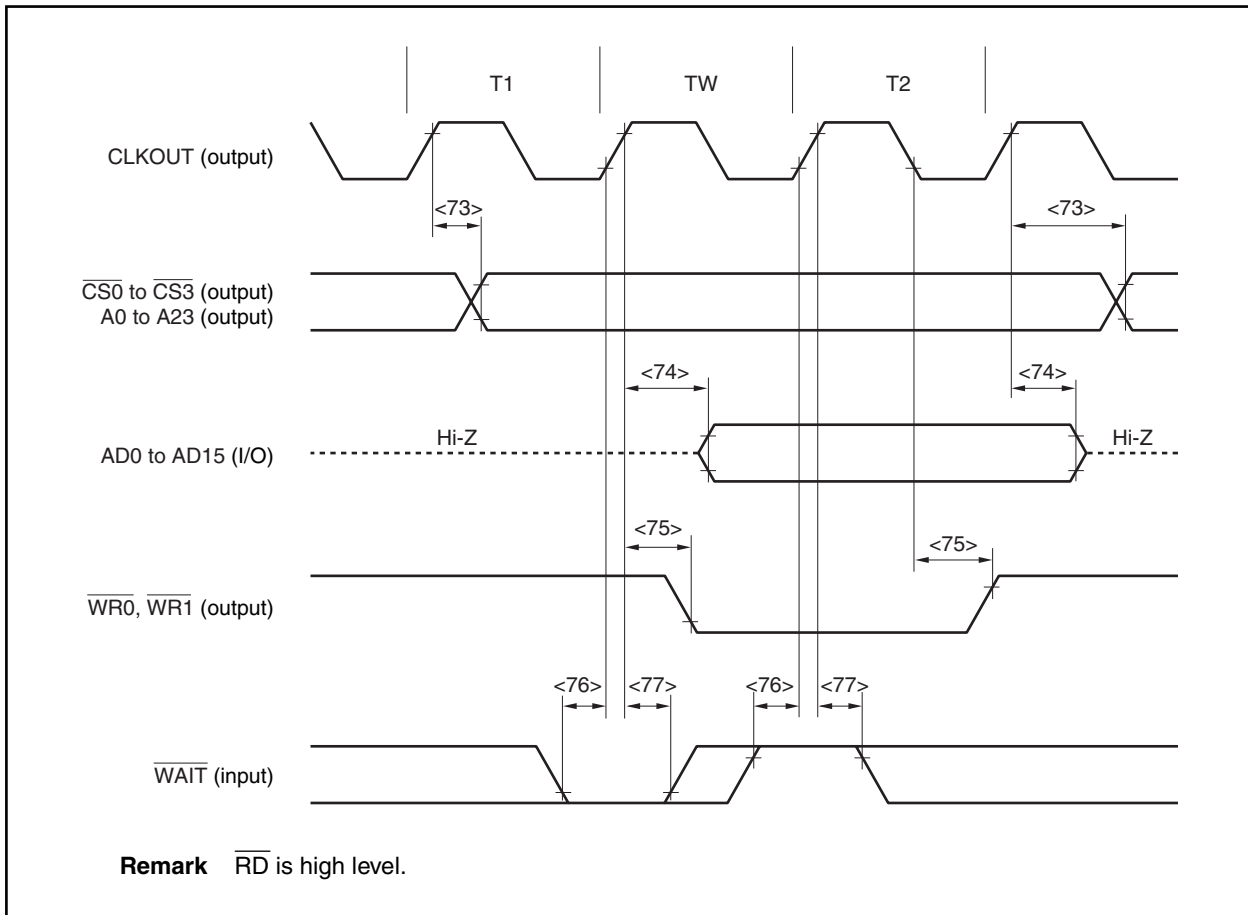 T1 TW T2
CLKOUT (output)
<73> <73>
CS0 to CS3 (output)
A0 to A23 (output)
<74> <74>
Hi-Z Hi-Z
AD0 to AD15 (I/O)
<75>
<75>
WR0, WR1 (output)
<76> <77> <76> <77>
WAIT (input)
Remark RD is high level.